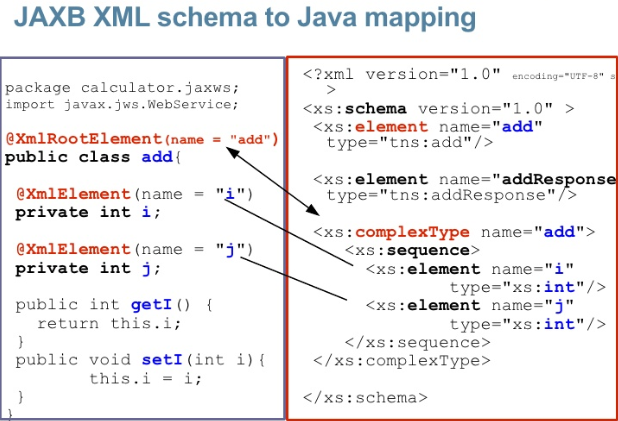 JAXB XML schema to Java mapping
package calculator.jaxws;
import javax.jws.WebService;
@XmlRootElement(name = "add")
public class add{
@XmlElement(name = "i")
private int i;
@XmlElement(name = "j")
private int j;
public int getI() {
return this.i;
}
public void setI(int i){
this.i = i;
}
}
<?xml version="1.0" encoding="UTF-8" s
>
<xs:schema version="1.0" >
<xs:element name="add"
type="tns:add"/>
<xs:element name="addResponse
type="tns:addResponse"/>
<xs:complexType name="add">
<xs:sequence>
<xs:element name="i"
type="xs:int"/>
<xs:element name="j"
type="xs:int"/>
</xs:sequence>
</xs:complexType>
</xs:schema>